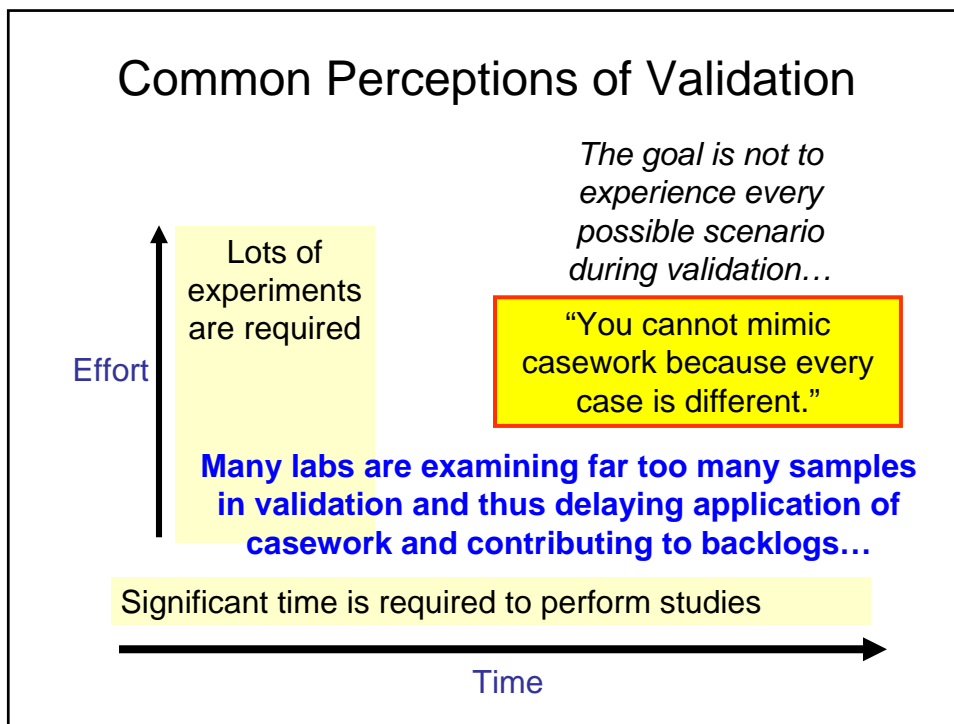 Common Perceptions of Validation
The goal is not to
experience every
possible scenario
during validation…
Lots of
experiments
are required
“You cannot mimic
casework because every
case is different.”
Effort
Many labs are examining far too many samples
in validation and thus delaying application of
casework and contributing to backlogs…
Significant time is required to perform studies
Time